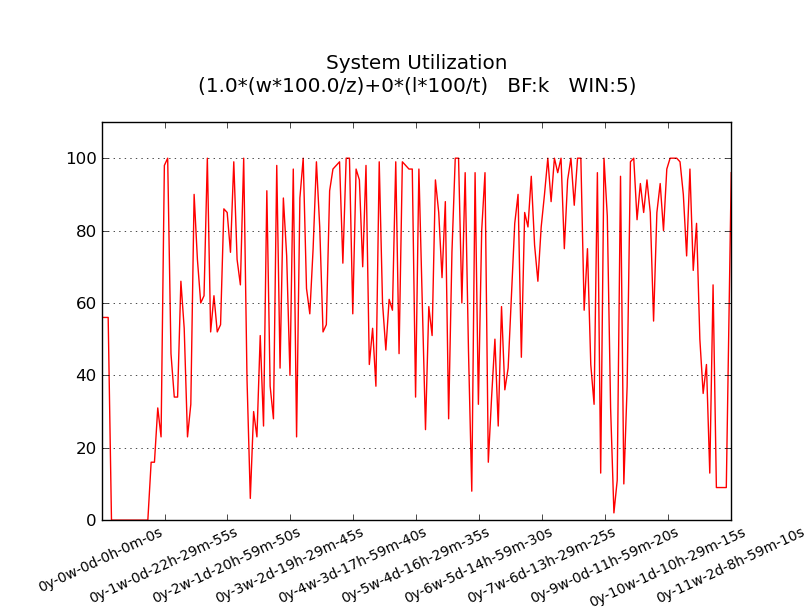 System Utilization
(1.0*(w*100.0/z)+0*(l*100/t) BF:k WIN:5)
100
80
60
40
20
0
0y-0w-0d-0h-0m-0s
0y-1w-0d-22h-29m-55s
0y-2w-1d-20h-59m-50s
0y-3w-2d-19h-29m-45s
0y-4w-3d-17h-59m-40s
0y-5w-4d-16h-29m-35s
0y-6w-5d-14h-59m-30s
0y-7w-6d-13h-29m-25s
0y-9w-0d-11h-59m-20s
0y-10w-1d-10h-29m-15s
0y-11w-2d-8h-59m-10s